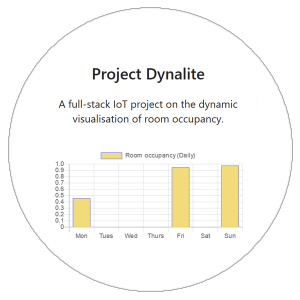 Project Dynalite
A full-stack IoT project on the dynamic
visualisation of room occupancy.
Room occupancy (Daily)
1.0
0.9
0.8
0.7
0.6
0.5
0.4
0.3
0.2
0.1
0
Mon Tues Wed Thurs Fri Sat Sun